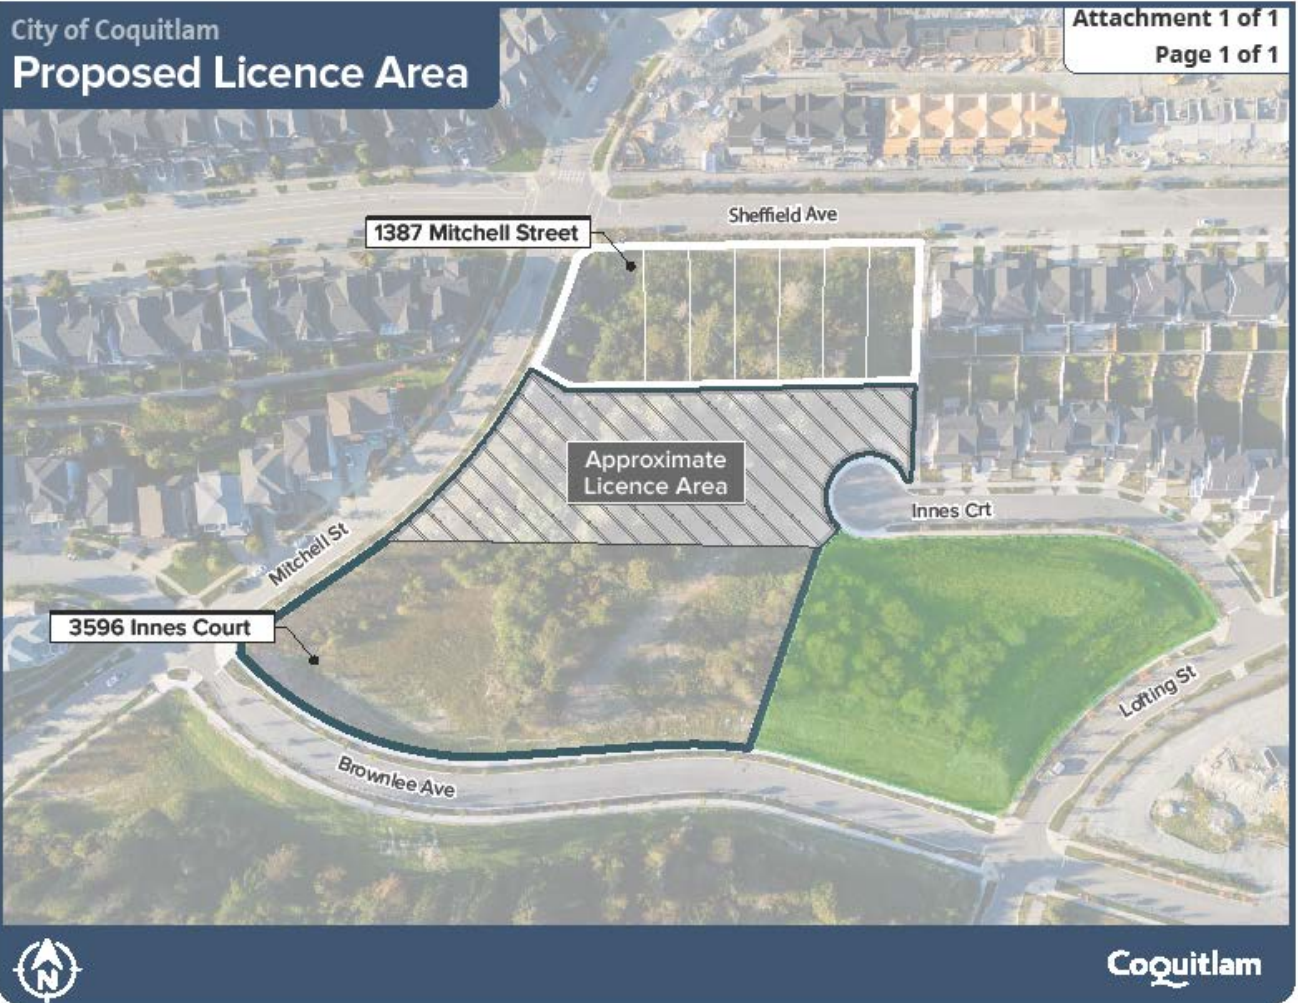 City of Coquitlam
Proposed Licence Area
Attachment 1 of 1
Page 1 of 1
Sheffield Ave
1387 Mitchell Street
Approximate
Licence Area
Innes Crt
Mitchell St
3596 Innes Court
Lofting St
Brownlee Ave
N
Coquitlam